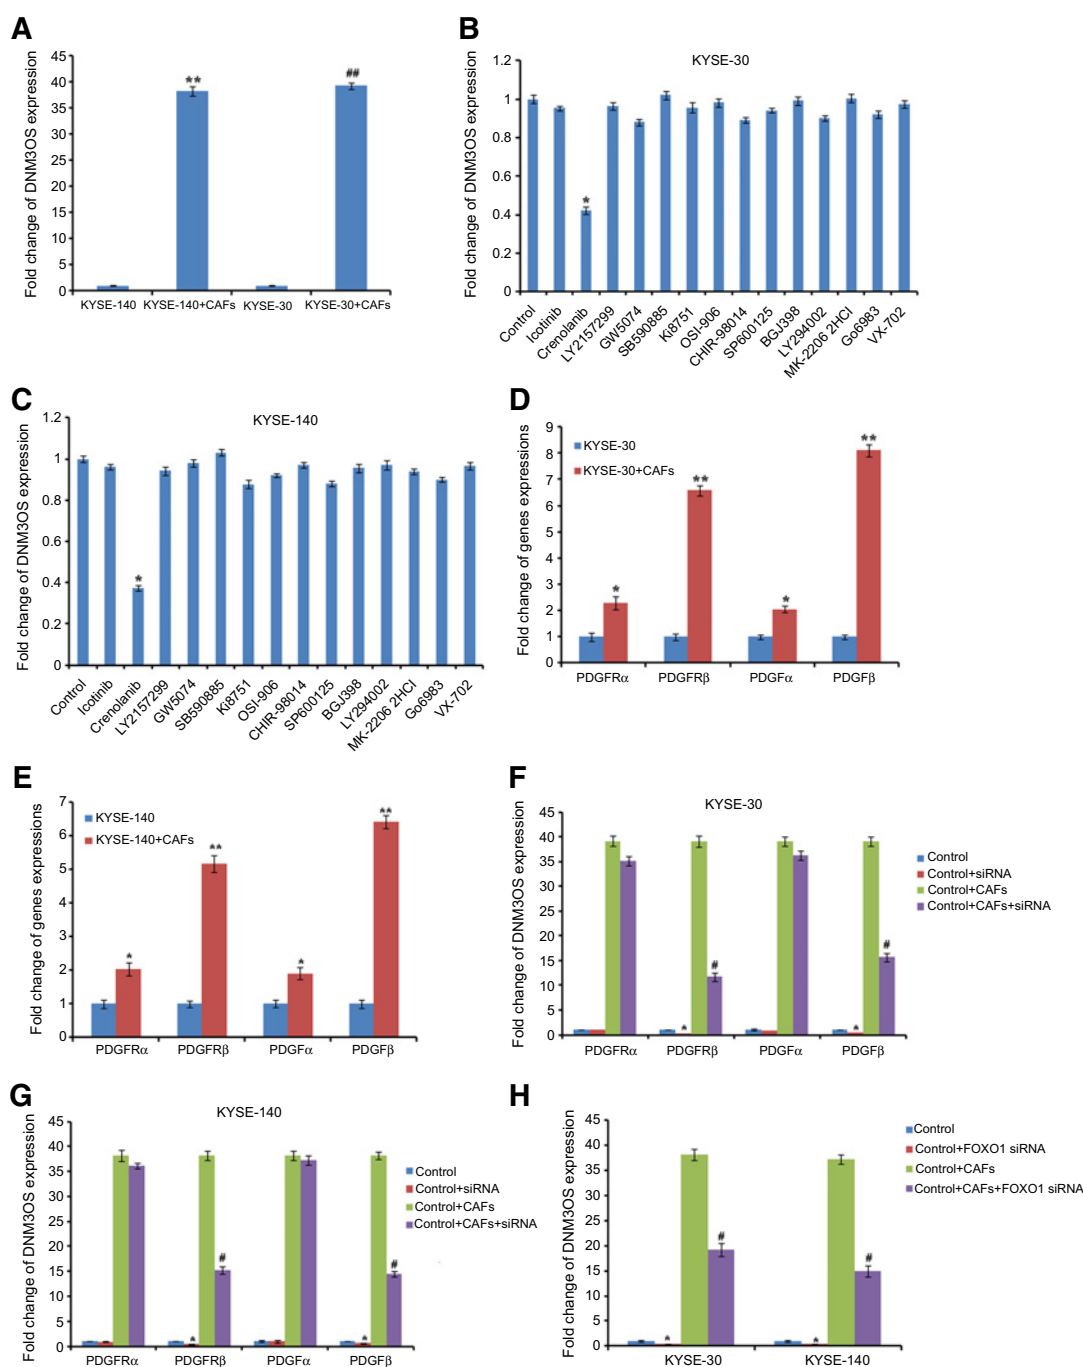 A
Fold change of DNM3OS expression
45
40
35
30
25
20
15
10
5
0
**
##
KYSE-140
KYSE-140+CAFs
KYSE-30
KYSE-30+CAFs
B
KYSE-30
Fold change of DNM3OS expression
1.2
1
0.8
0.6
0.4
0.2
0
*
Control
Icotinib
Crenolanib
LY2157299
GW5074
SB590885
Ki8751
OSI-906
CHIR-98014
SP600125
BGJ398
LY294002
MK-2206 2HCl
Go6983
VX-702
C
KYSE-140
Fold change of DNM3OS expression
1.2
1
0.8
0.6
0.4
0.2
0
*
Control
Icotinib
Crenolanib
LY2157299
GW5074
SB590885
Ki8751
OSI-906
CHIR-98014
SP600125
BGJ398
LY294002
MK-2206 2HCl
Go6983
VX-702
D
Fold change of genes expressions
9
8
7
6
5
4
3
2
1
0
KYSE-30
KYSE-30+CAFs
*
**
*
**
PDGFRα
PDGFRβ
PDGFα
PDGFβ
E
Fold change of genes expressions
7
6
5
4
3
2
1
0
KYSE-140
KYSE-140+CAFs
*
**
*
**
PDGFRα
PDGFRβ
PDGFα
PDGFβ
F
KYSE-30
Fold change of DNM3OS expression
45
40
35
30
25
20
15
10
5
0
*
#
*
#
PDGFRα
PDGFRβ
PDGFα
PDGFβ
Control
Control+siRNA
Control+CAFs
Control+CAFs+siRNA
G
KYSE-140
Fold change of DNM3OS expression
45
40
35
30
25
20
15
10
5
0
*
#
*
#
PDGFRα
PDGFRβ
PDGFα
PDGFβ
Control
Control+siRNA
Control+CAFs
Control+CAFs+siRNA
H
Fold change of DNM3OS expression
45
40
35
30
25
20
15
10
5
0
*
#
*
#
KYSE-30
KYSE-140
Control
Control+FOXO1 siRNA
Control+CAFs
Control+CAFs+FOXO1 siRNA